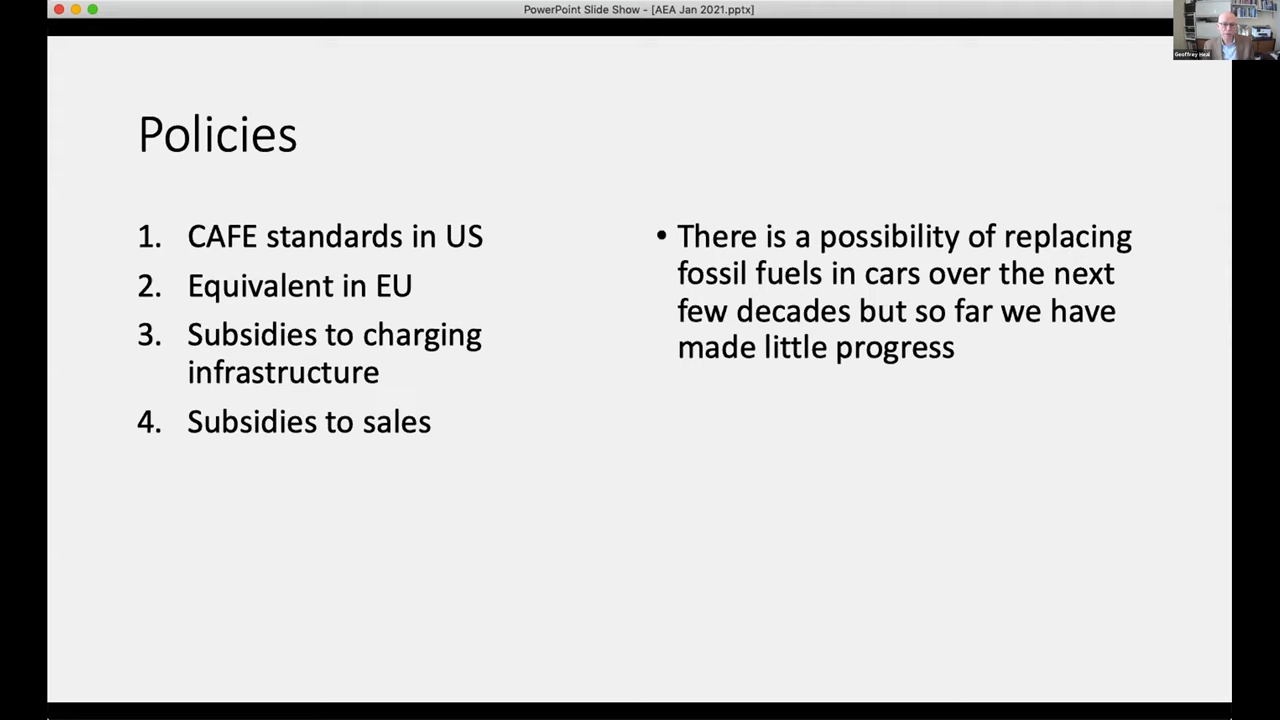 PowerPoint Slide Show - [AEA Jan 2021.pptx]
Geoffrey Heal
Policies
1. CAFE standards in US
2. Equivalent in EU
3. Subsidies to charging
infrastructure
4. Subsidies to sales
• There is a possibility of replacing
fossil fuels in cars over the next
few decades but so far we have
made little progress